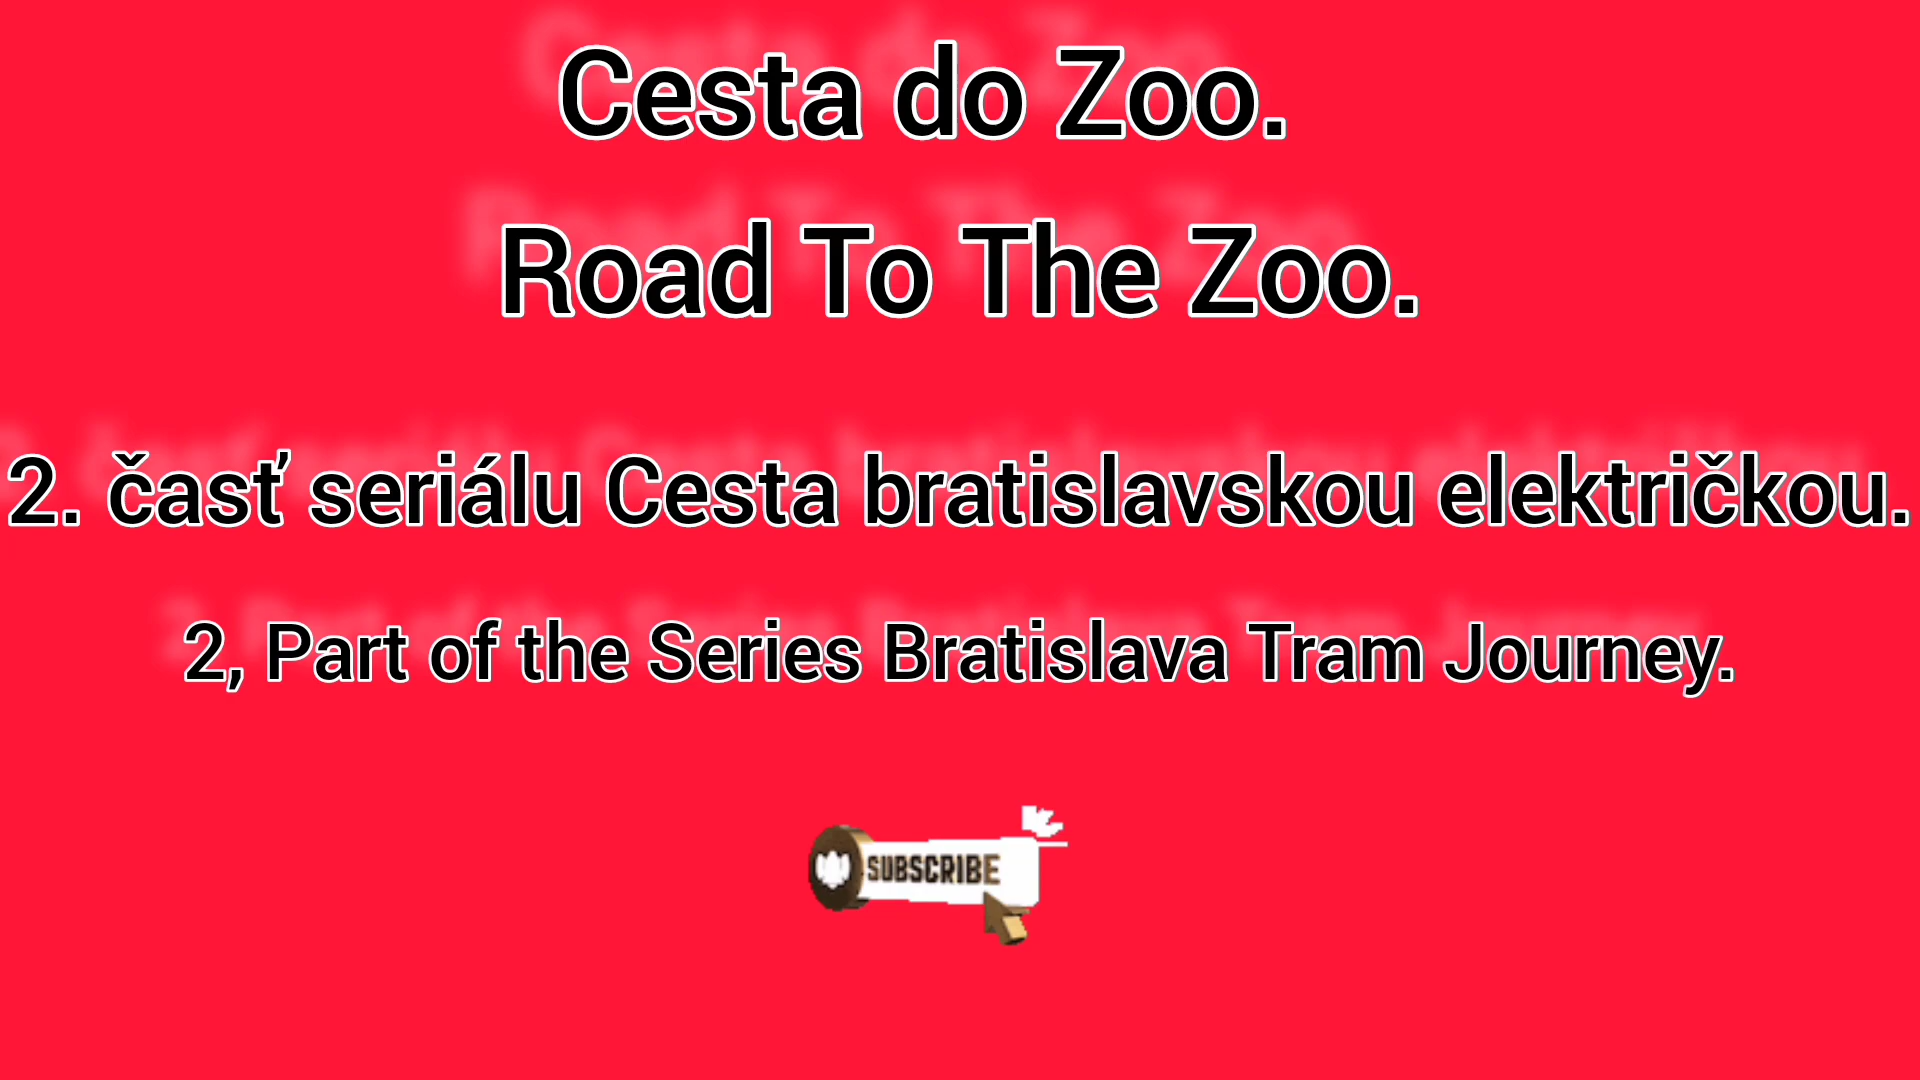 Cesta do Zoo.
Road To The Zoo.
2. časť seriálu Cesta bratislavskou električkou.
2, Part of the Series Bratislava Tram Journey.
SUBSCRIBE